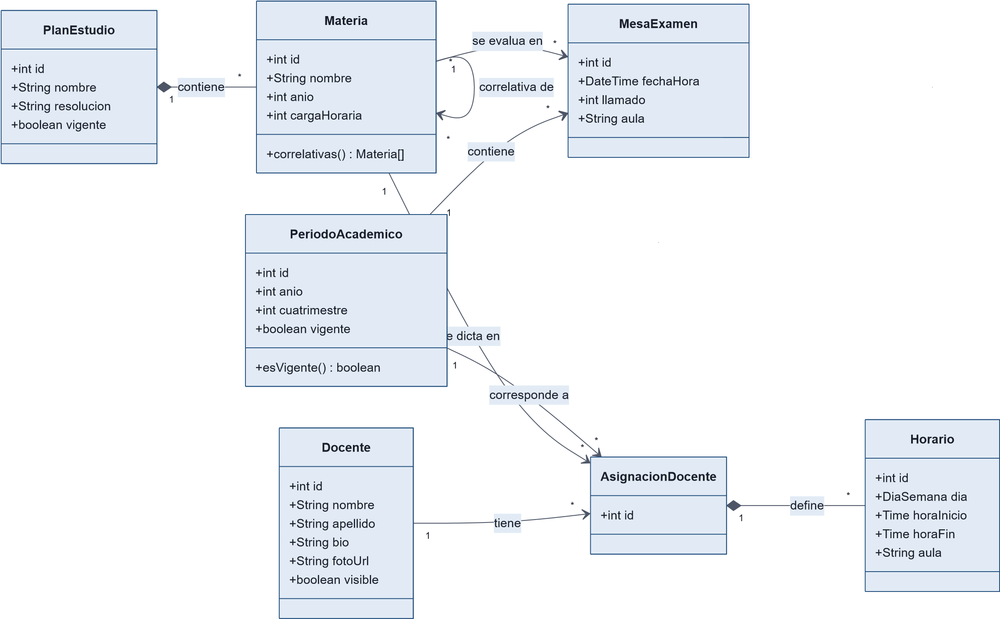 PlanEstudio
+int id
+String nombre
+String resolucion
+boolean vigente
1
contiene
*
Materia
+int id
+String nombre
+int anio
+int cargaHoraria
+correlativas() : Materia[]
se evalua en
*
*
1
correlativa de
*
MesaExamen
+int id
+DateTime fechaHora
+int llamado
+String aula
*
contiene
1
1
PeriodoAcademico
+int id
+int anio
+int cuatrimestre
+boolean vigente
+esVigente() : boolean
e dicta en
1
corresponde a
*
*
Docente
+int id
+String nombre
+String apellido
+String bio
+String fotoUrl
+boolean visible
1
tiene
*
AsignacionDocente
+int id
1
define
*
Horario
+int id
+DiaSemana dia
+Time horaInicio
+Time horaFin
+String aula